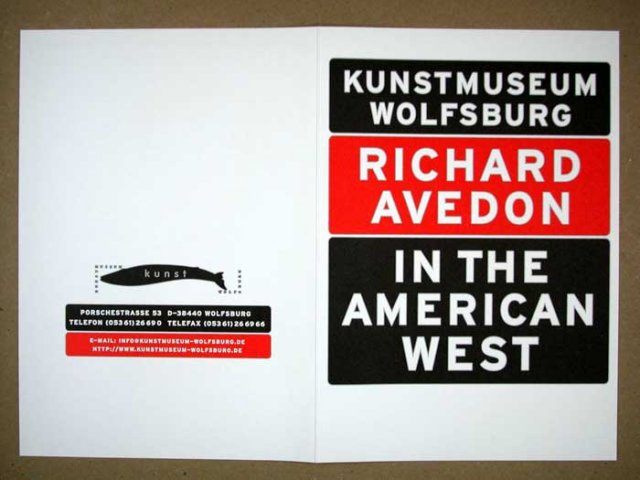 KUNSTMUSEUM
WOLFSBURG
RICHARD
AVEDON
IN THE
AMERICAN
WEST
kunst
PORSCHESTRASSE 53 D-38440 WOLFSBURG
TELEFON (05361)26690 TELEFAX (05361)266966
E-MAIL: INFO@KUNSTMUSEUM-WOLFSBURG.DE
HTTP://WWW.KUNSTMUSEUM-WOLFSBURG.DE